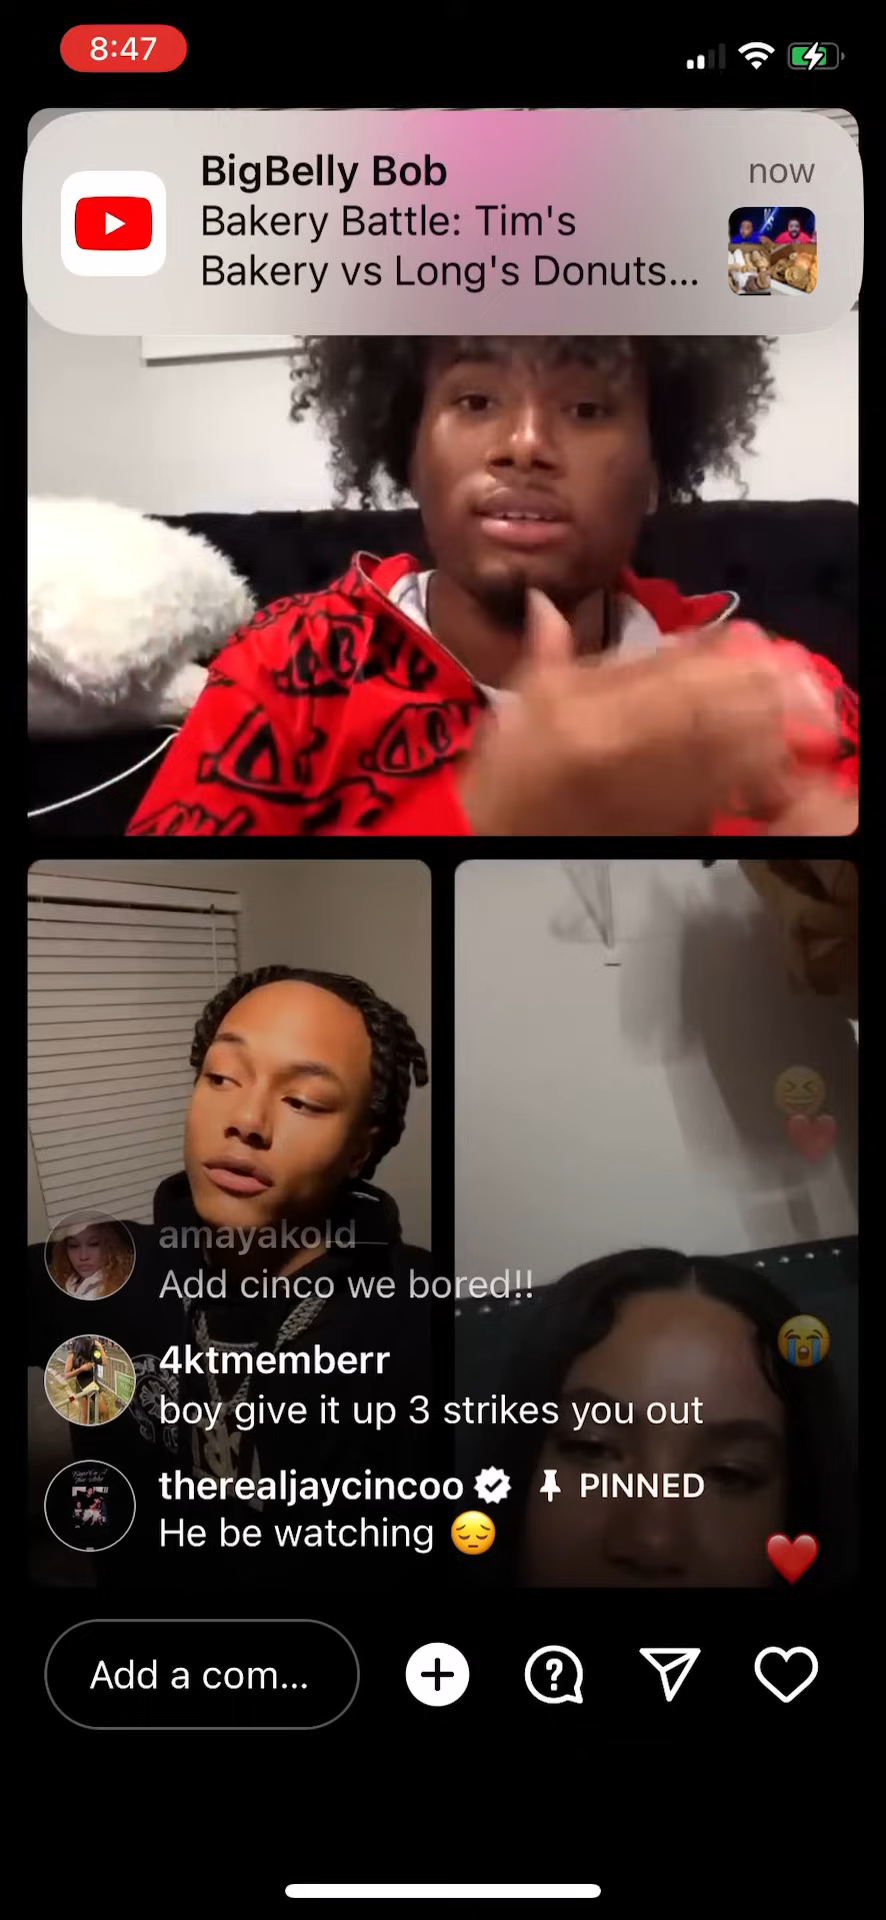 8:47
BigBelly Bob
now
Bakery Battle: Tim's
Bakery vs Long's Donuts...
amayakold
Add cinco we bored!!
4ktmemberr
boy give it up 3 strikes you out
therealjaycincoo PINNED
He be watching 😔
Add a com...